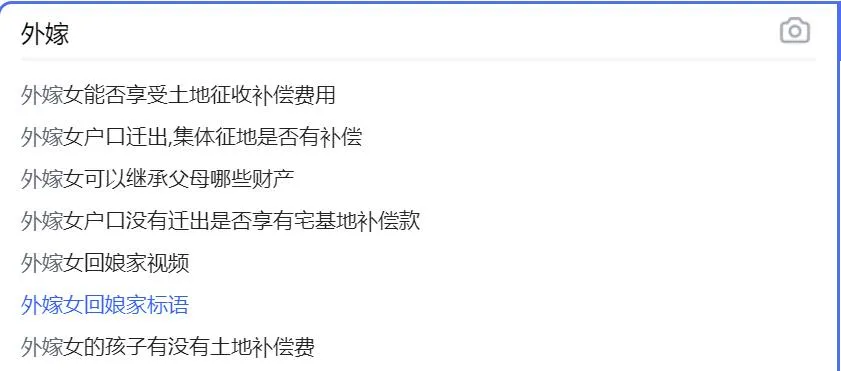 外嫁
外嫁女能否享受土地征收补偿费用
外嫁女户口迁出,集体征地是否有补偿
外嫁女可以继承父母哪些财产
外嫁女户口没有迁出是否享有宅基地补偿款
外嫁女回娘家视频
外嫁女回娘家标语
外嫁女的孩子有没有土地补偿费